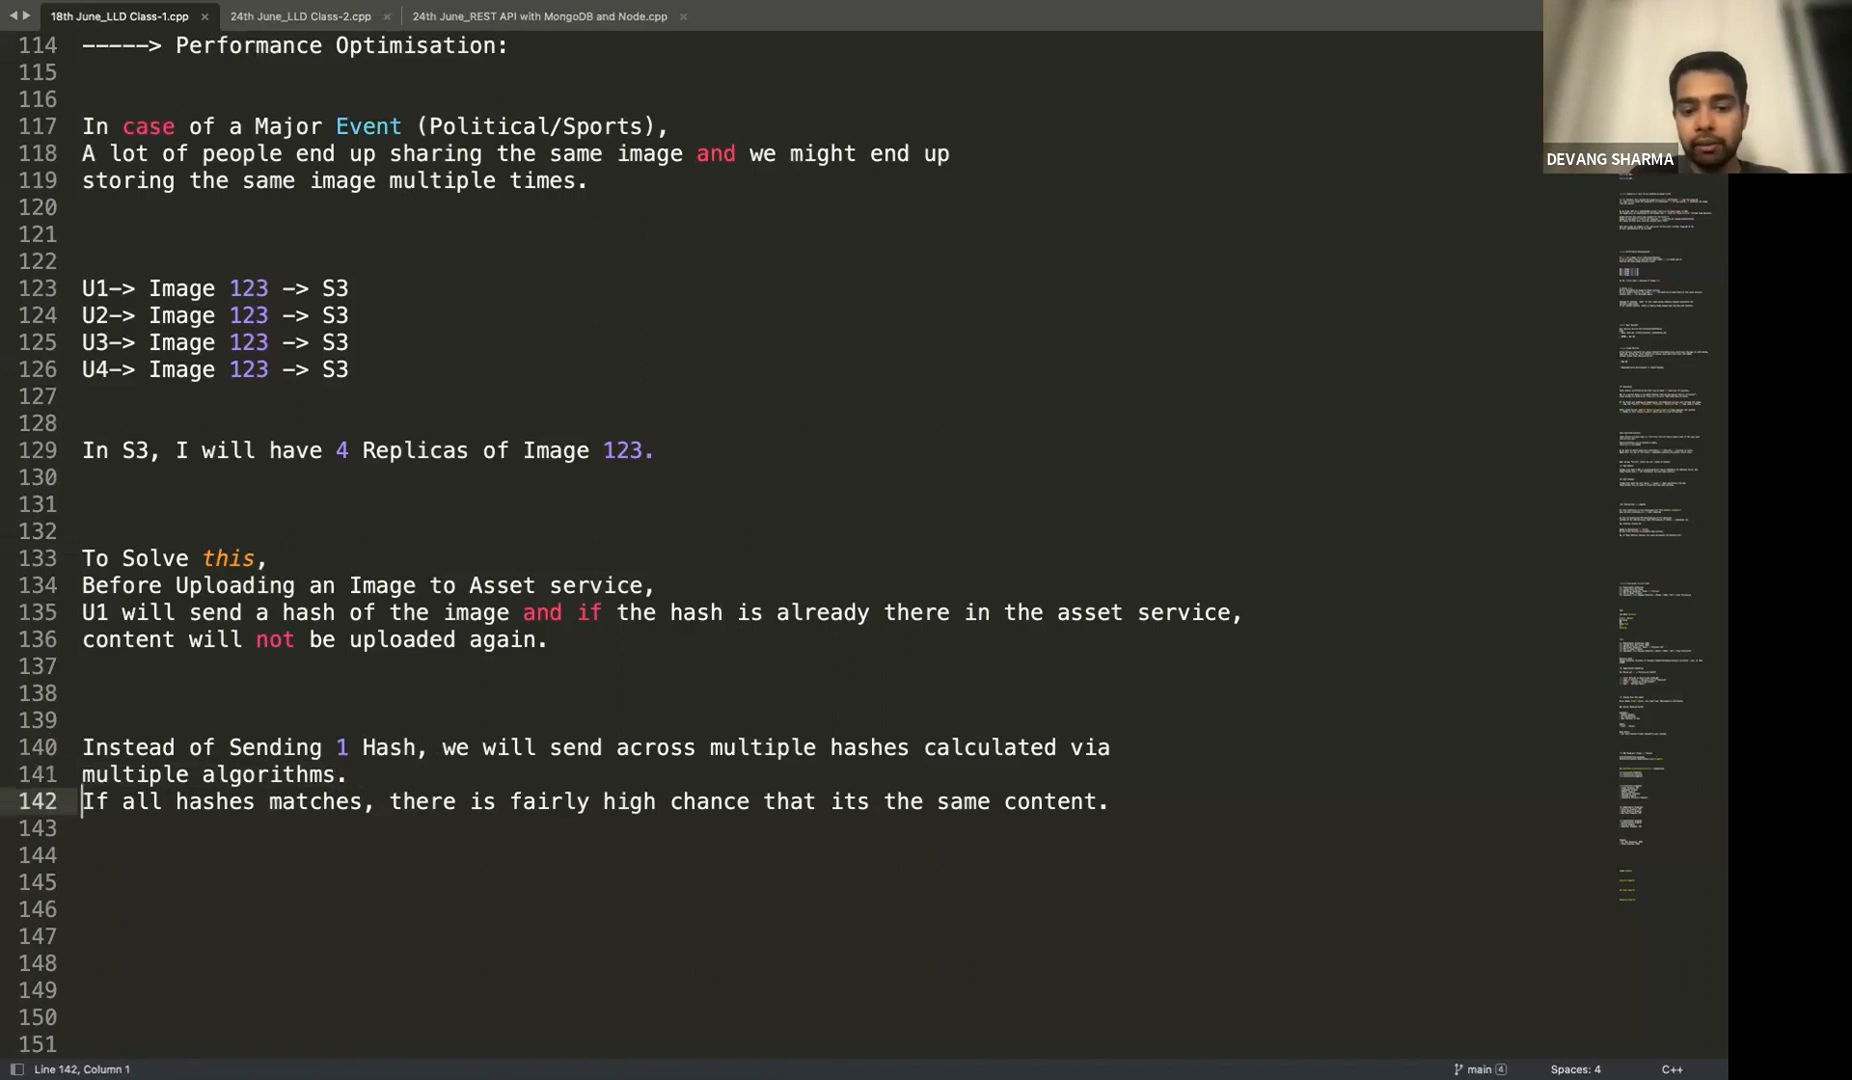 18th June_LLD Class-1.cpp
24th June_LLD Class-2.cpp
24th June_REST API with MongoDB and Node.cpp
114 -----> Performance Optimisation:
115
116
117 In case of a Major Event (Political/Sports),
118 A lot of people end up sharing the same image and we might end up
119 storing the same image multiple times.
120
121
122
123 U1-> Image 123 -> S3
124 U2-> Image 123 -> S3
125 U3-> Image 123 -> S3
126 U4-> Image 123 -> S3
127
128
129 In S3, I will have 4 Replicas of Image 123.
130
131
132
133 To Solve this,
134 Before Uploading an Image to Asset service,
135 U1 will send a hash of the image and if the hash is already there in the asset service,
136 content will not be uploaded again.
137
138
139
140 Instead of Sending 1 Hash, we will send across multiple hashes calculated via
141 multiple algorithms.
142 If all hashes matches, there is fairly high chance that its the same content.
143
144
145
146
147
148
149
150
151
DEVANG SHARMA
Line 142, Column 1
main 4
Spaces: 4
C++